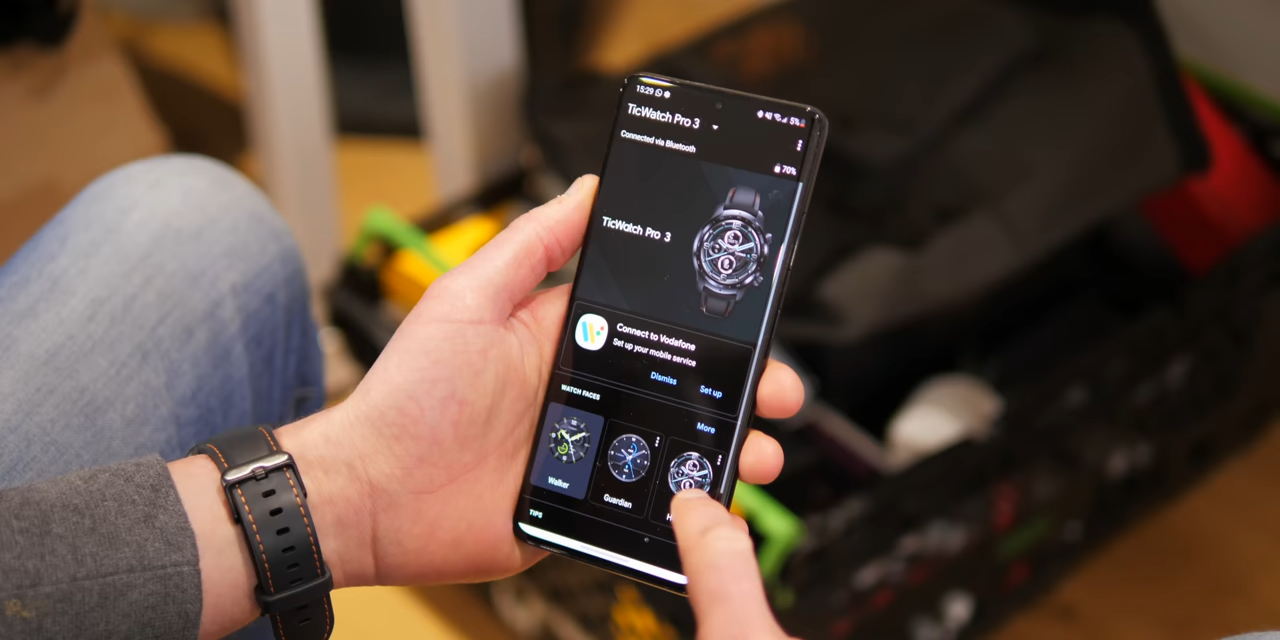 15:29
5%
TicWatch Pro 3
Connected via Bluetooth
70%
TicWatch Pro 3
Connect to Vodafone
Set up your mobile service
Dismiss
Set up
WATCH FACES
More
Walker
Guardian
TIPS